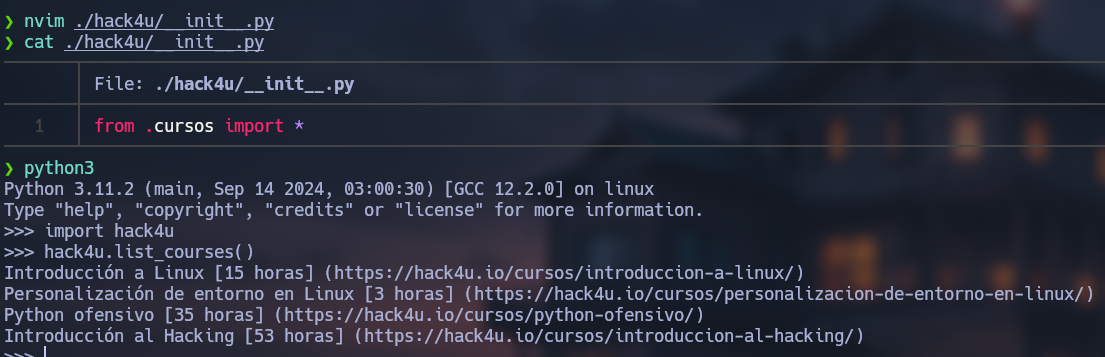 ❯ nvim ./hack4u/__init__.py
❯ cat ./hack4u/__init__.py
File: ./hack4u/__init__.py
1 from .cursos import *
❯ python3
Python 3.11.2 (main, Sep 14 2024, 03:00:30) [GCC 12.2.0] on linux
Type "help", "copyright", "credits" or "license" for more information.
>>> import hack4u
>>> hack4u.list_courses()
Introducción a Linux [15 horas] (https://hack4u.io/cursos/introduccion-a-linux/)
Personalización de entorno en Linux [3 horas] (https://hack4u.io/cursos/personalizacion-de-entorno-en-linux/)
Python ofensivo [35 horas] (https://hack4u.io/cursos/python-ofensivo/)
Introducción al Hacking [53 horas] (https://hack4u.io/cursos/introduccion-al-hacking/)
>>>